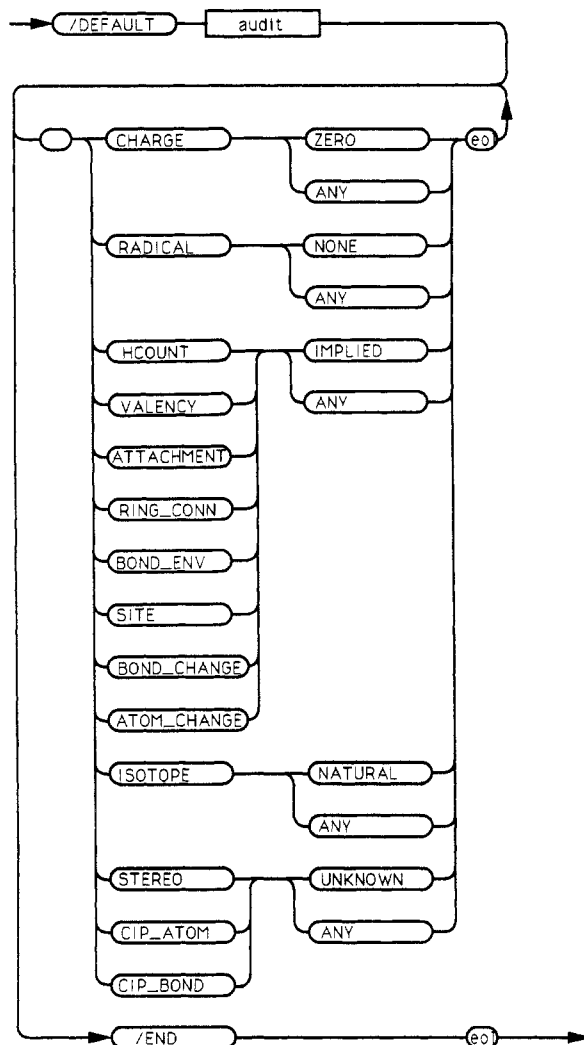 /DEFAULT audit
CHARGE ZERO eol
ANY
RADICAL NONE
ANY
HCOUNT IMPLIED
VALENCY ANY
ATTACHMENT
RING_CONN
BOND_ENV
SITE
BOND_CHANGE
ATOM_CHANGE
ISOTOPE NATURAL
ANY
STEREO UNKNOWN
CIP_ATOM ANY
CIP_BOND
/END eol